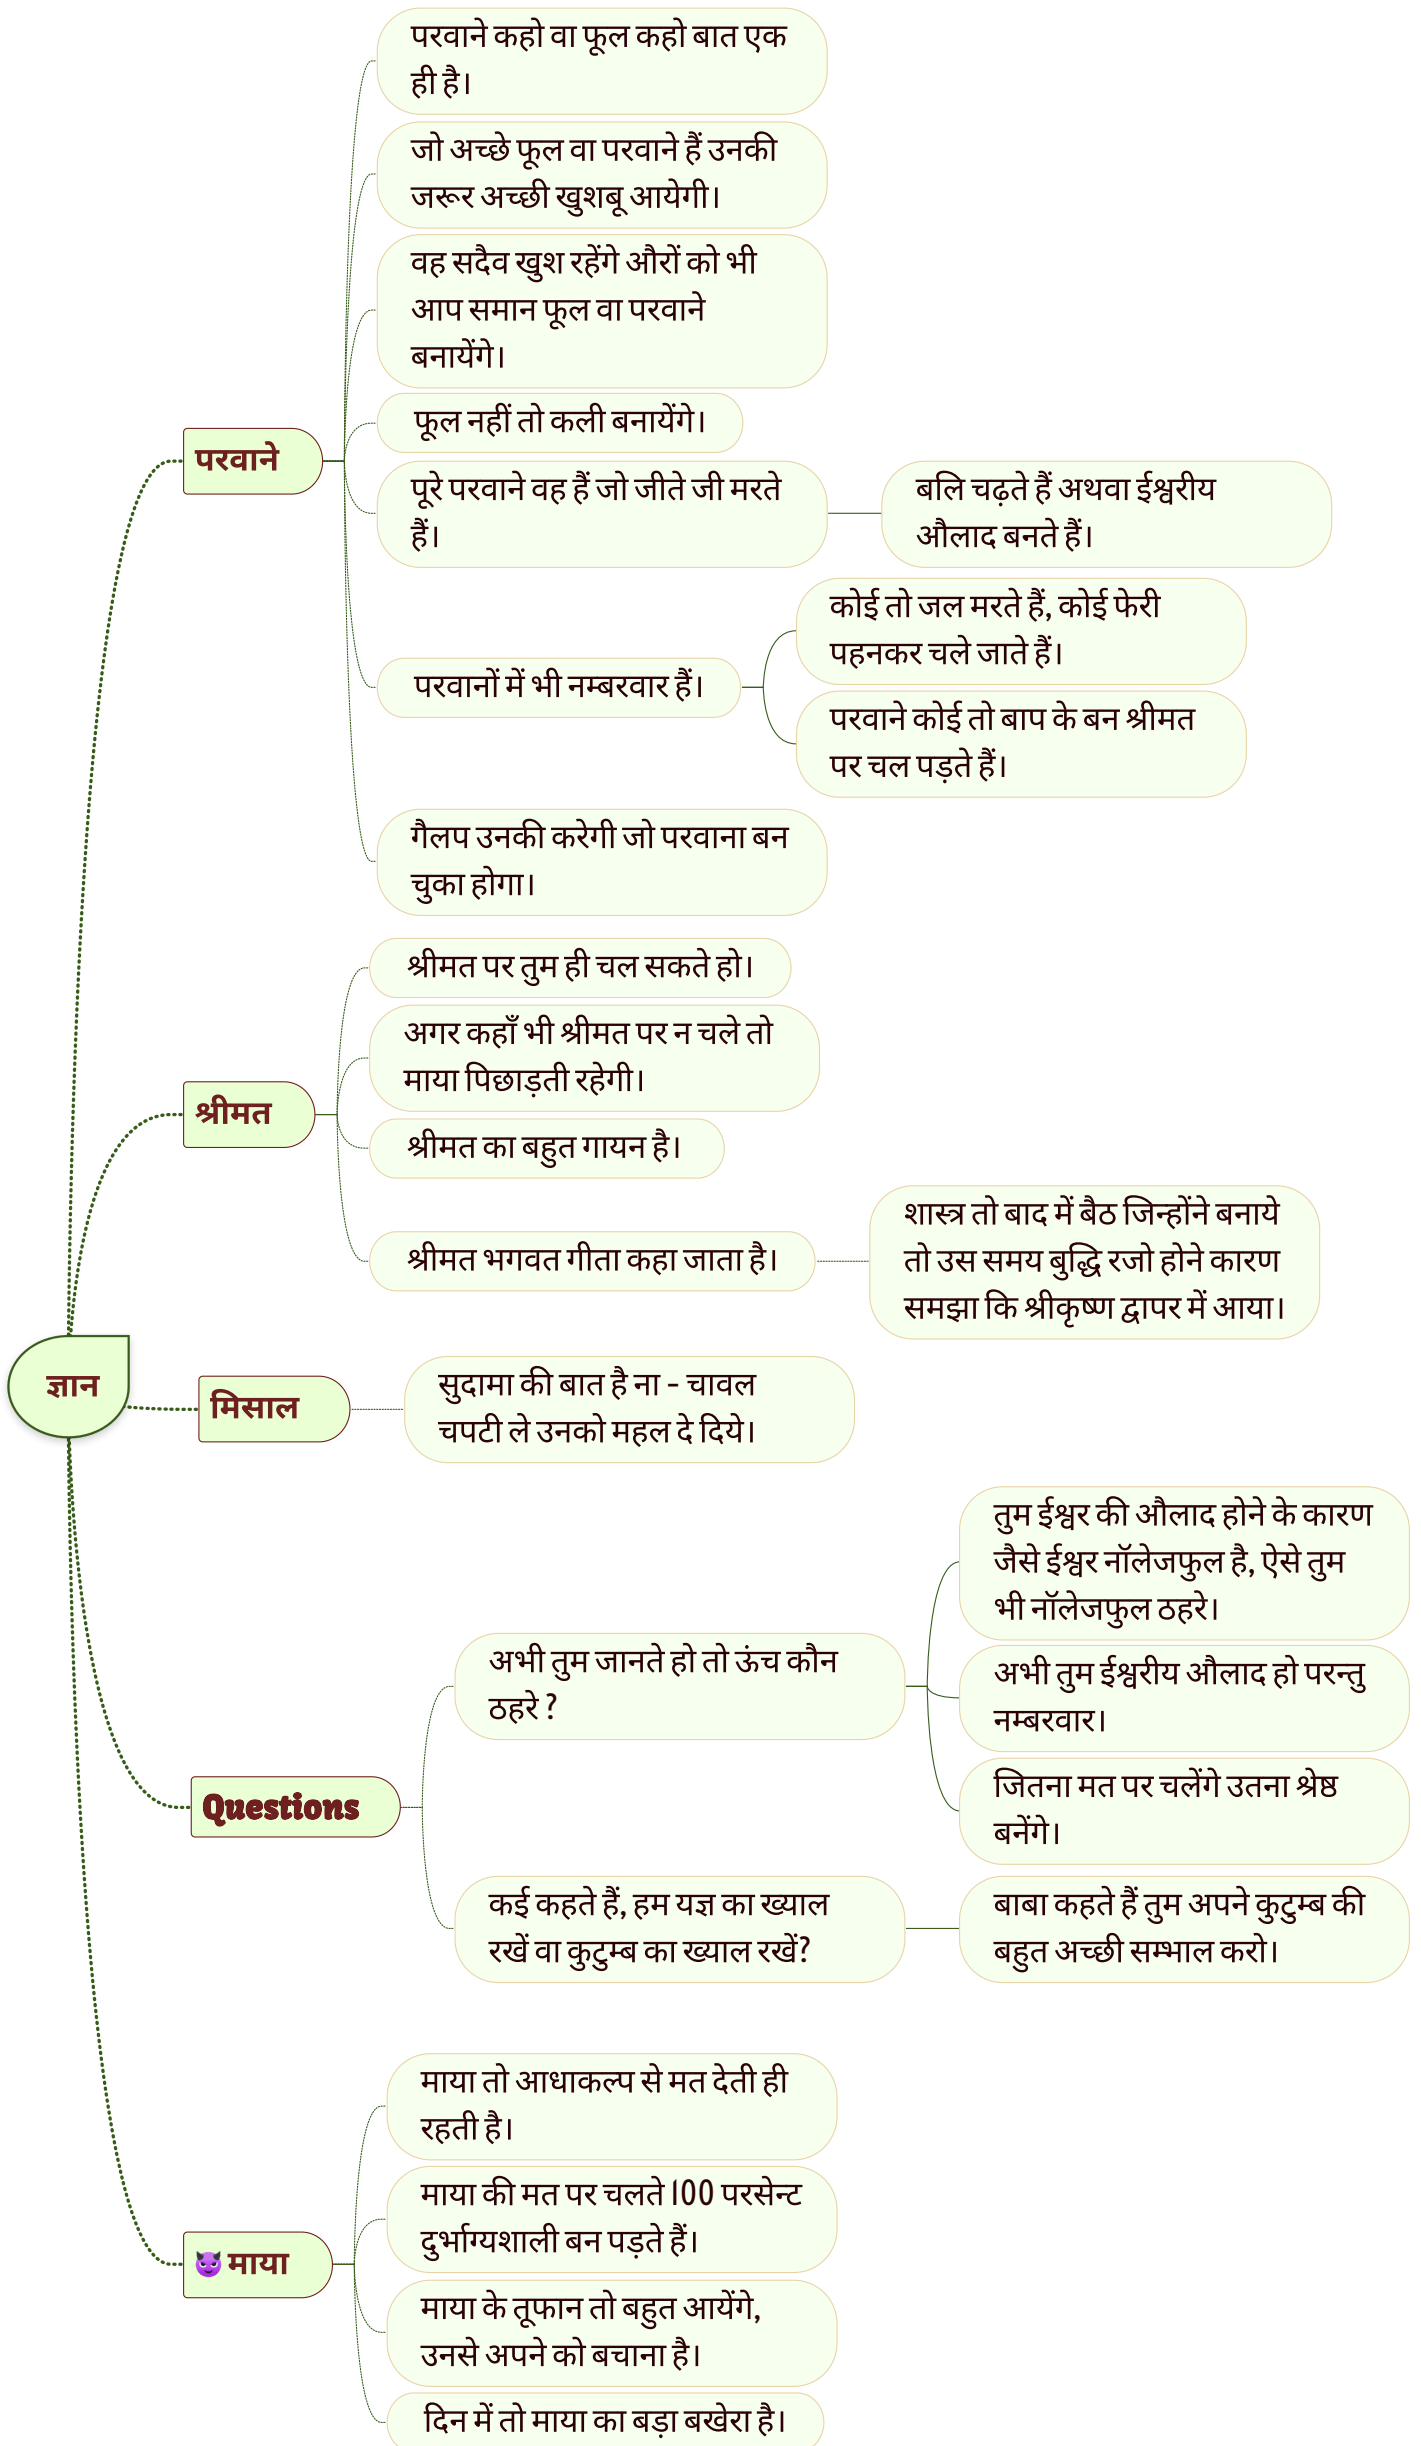 परवाने कहो वा फूल कहो बात एक
ही है।
जो अच्छे फूल वा परवाने हैं उनकी
जरूर अच्छी खुशबू आयेगी।
वह सदैव खुश रहेंगे औरों को भी
आप समान फूल वा परवाने
बनायेंगे।
फूल नहीं तो कली बनायेंगे।
परवाने
पूरे परवाने वह हैं जो जीते जी मरते
हैं।
बलि चढ़ते हैं अथवा ईश्वरीय
औलाद बनते हैं।
परवानों में भी नम्बरवार हैं।
कोई तो जल मरते हैं, कोई फेरी
पहनकर चले जाते हैं।
परवाने कोई तो बाप के बन श्रीमत
पर चल पड़ते हैं।
गैलप उनकी करेगी जो परवाना बन
चुका होगा।
श्रीमत
श्रीमत पर तुम ही चल सकते हो।
अगर कहाँ भी श्रीमत पर न चले तो
माया पिछाड़ती रहेगी।
श्रीमत का बहुत गायन है।
श्रीमत भगवत गीता कहा जाता है।
शास्त्र तो बाद में बैठ जिन्होंने बनाये
तो उस समय बुद्धि रजो होने कारण
समझा कि श्रीकृष्ण द्वापर में आया।
ज्ञान
मिसाल
सुदामा की बात है ना - चावल
चपटी ले उनको महल दे दिये।
Questions
अभी तुम जानते हो तो ऊंच कौन
ठहरे ?
तुम ईश्वर की औलाद होने के कारण
जैसे ईश्वर नॉलेजफुल है, ऐसे तुम
भी नॉलेजफुल ठहरे।
अभी तुम ईश्वरीय औलाद हो परन्तु
नम्बरवार।
जितना मत पर चलेंगे उतना श्रेष्ठ
बनेंगे।
कई कहते हैं, हम यज्ञ का ख्याल
रखें वा कुटुम्ब का ख्याल रखें?
बाबा कहते हैं तुम अपने कुटुम्ब की
बहुत अच्छी सम्भाल करो।
😈 माया
माया तो आधाकल्प से मत देती ही
रहती है।
माया की मत पर चलते 100 परसेन्ट
दुर्भाग्यशाली बन पड़ते हैं।
माया के तूफान तो बहुत आयेंगे,
उनसे अपने को बचाना है।
दिन में तो माया का बड़ा बखेरा है।